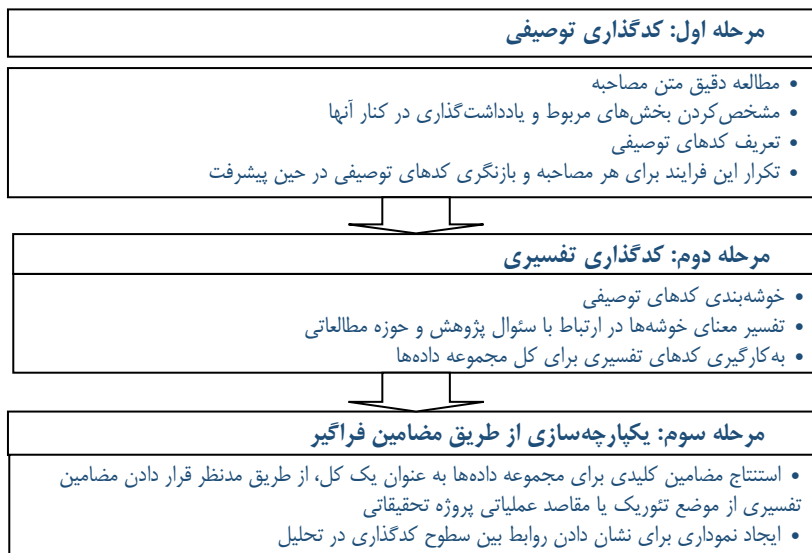 مرحله اول: کدگذاری توصیفی
• مطالعه دقیق متن مصاحبه
• مشخص‌کردن بخش‌های مربوط و یادداشت‌گذاری در کنار آنها
• تعریف کدهای توصیفی
• تکرار این فرایند برای هر مصاحبه و بازنگری کدهای توصیفی در حین پیشرفت
مرحله دوم: کدگذاری تفسیری
• خوشه‌بندی کدهای توصیفی
• تفسیر معنای خوشه‌ها در ارتباط با سئوال پژوهش و حوزه مطالعاتی
• به‌کارگیری کدهای تفسیری برای کل مجموعه داده‌ها
مرحله سوم: یکپارچه‌سازی از طریق مضامین فراگیر
• استنتاج مضامین کلیدی برای مجموعه داده‌ها به عنوان یک کل، از طریق مدنظر قرار دادن مضامین
تفسیری از موضع تئوریک یا مقاصد عملیاتی پروژه تحقیقاتی
• ایجاد نموداری برای نشان دادن روابط بین سطوح کدگذاری در تحلیل